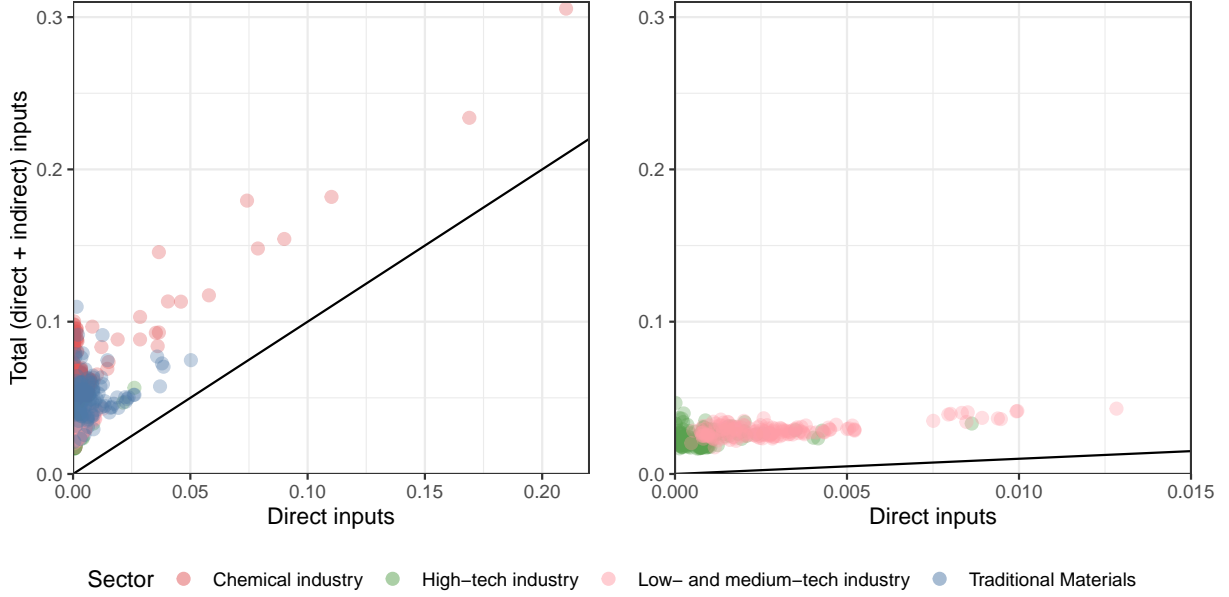 Total (direct + indirect) inputs
0.3
0.2
0.1
0.0
0.00 0.05 0.10 0.15 0.20
Direct inputs
0.3
0.2
0.1
0.0
0.000 0.005 0.010 0.015
Direct inputs
Sector Chemical industry High−tech industry Low− and medium−tech industry Traditional Materials